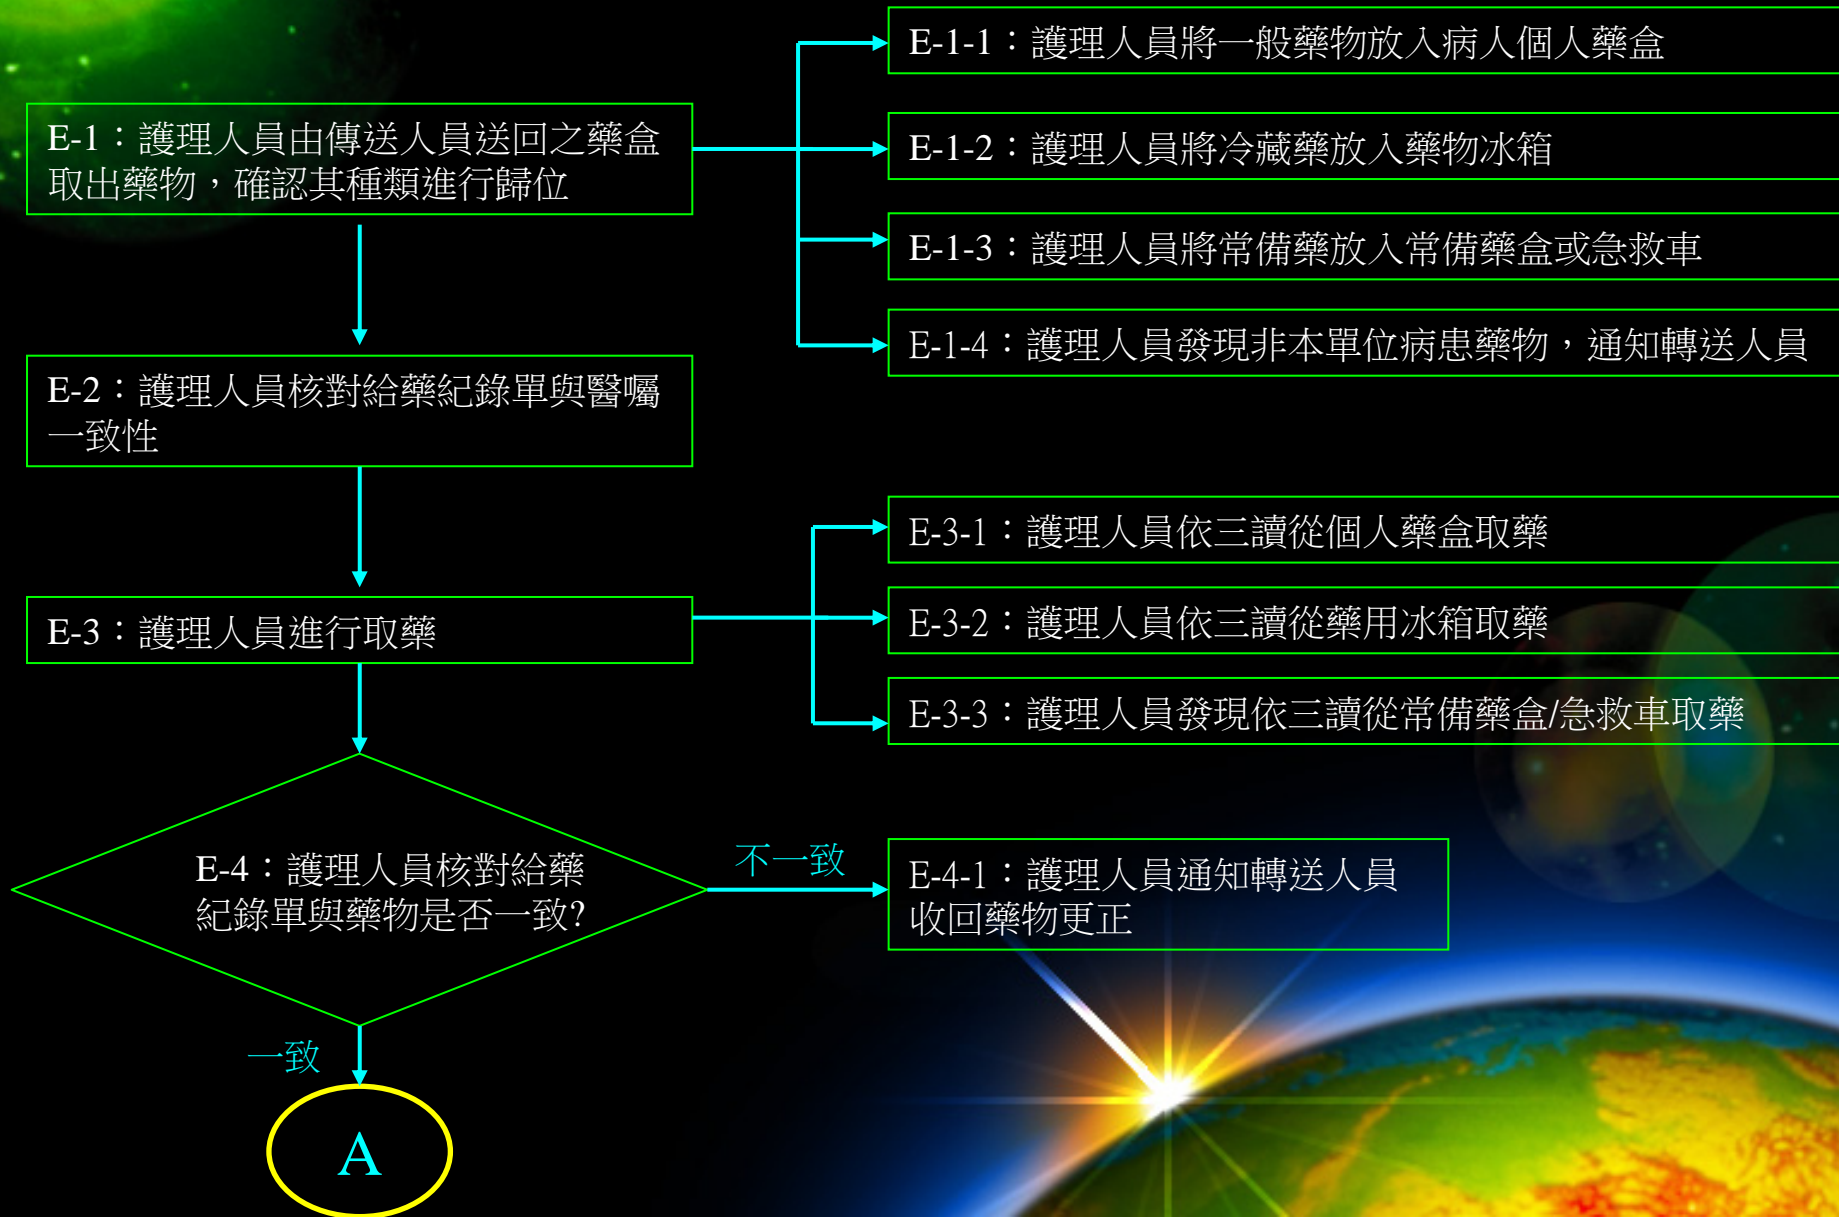 E-1：護理人員由傳送人員送回之藥盒
取出藥物，確認其種類進行歸位
E-1-1：護理人員將一般藥物放入病人個人藥盒
E-1-2：護理人員將冷藏藥放入藥物冰箱
E-1-3：護理人員將常備藥放入常備藥盒或急救車
E-1-4：護理人員發現非本單位病患藥物，通知轉送人員
E-2：護理人員核對給藥紀錄單與醫囑
一致性
E-3：護理人員進行取藥
E-3-1：護理人員依三讀從個人藥盒取藥
E-3-2：護理人員依三讀從藥用冰箱取藥
E-3-3：護理人員發現依三讀從常備藥盒/急救車取藥
E-4：護理人員核對給藥
紀錄單與藥物是否一致?
不一致
E-4-1：護理人員通知轉送人員
收回藥物更正
一致
A